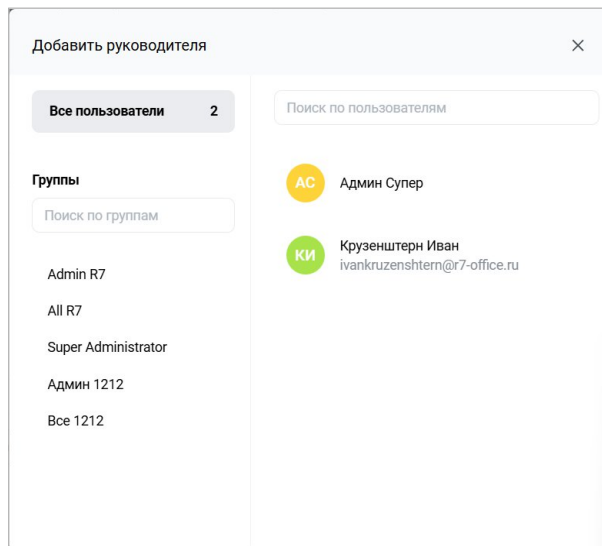 Добавить руководителя
Все пользователи 2
Группы
Поиск по группам
Admin R7
All R7
Super Administrator
Админ 1212
Все 1212
Поиск по пользователям
АС
Админ Супер
КИ
Крузенштерн Иван
ivankruzenshtern@r7-office.ru